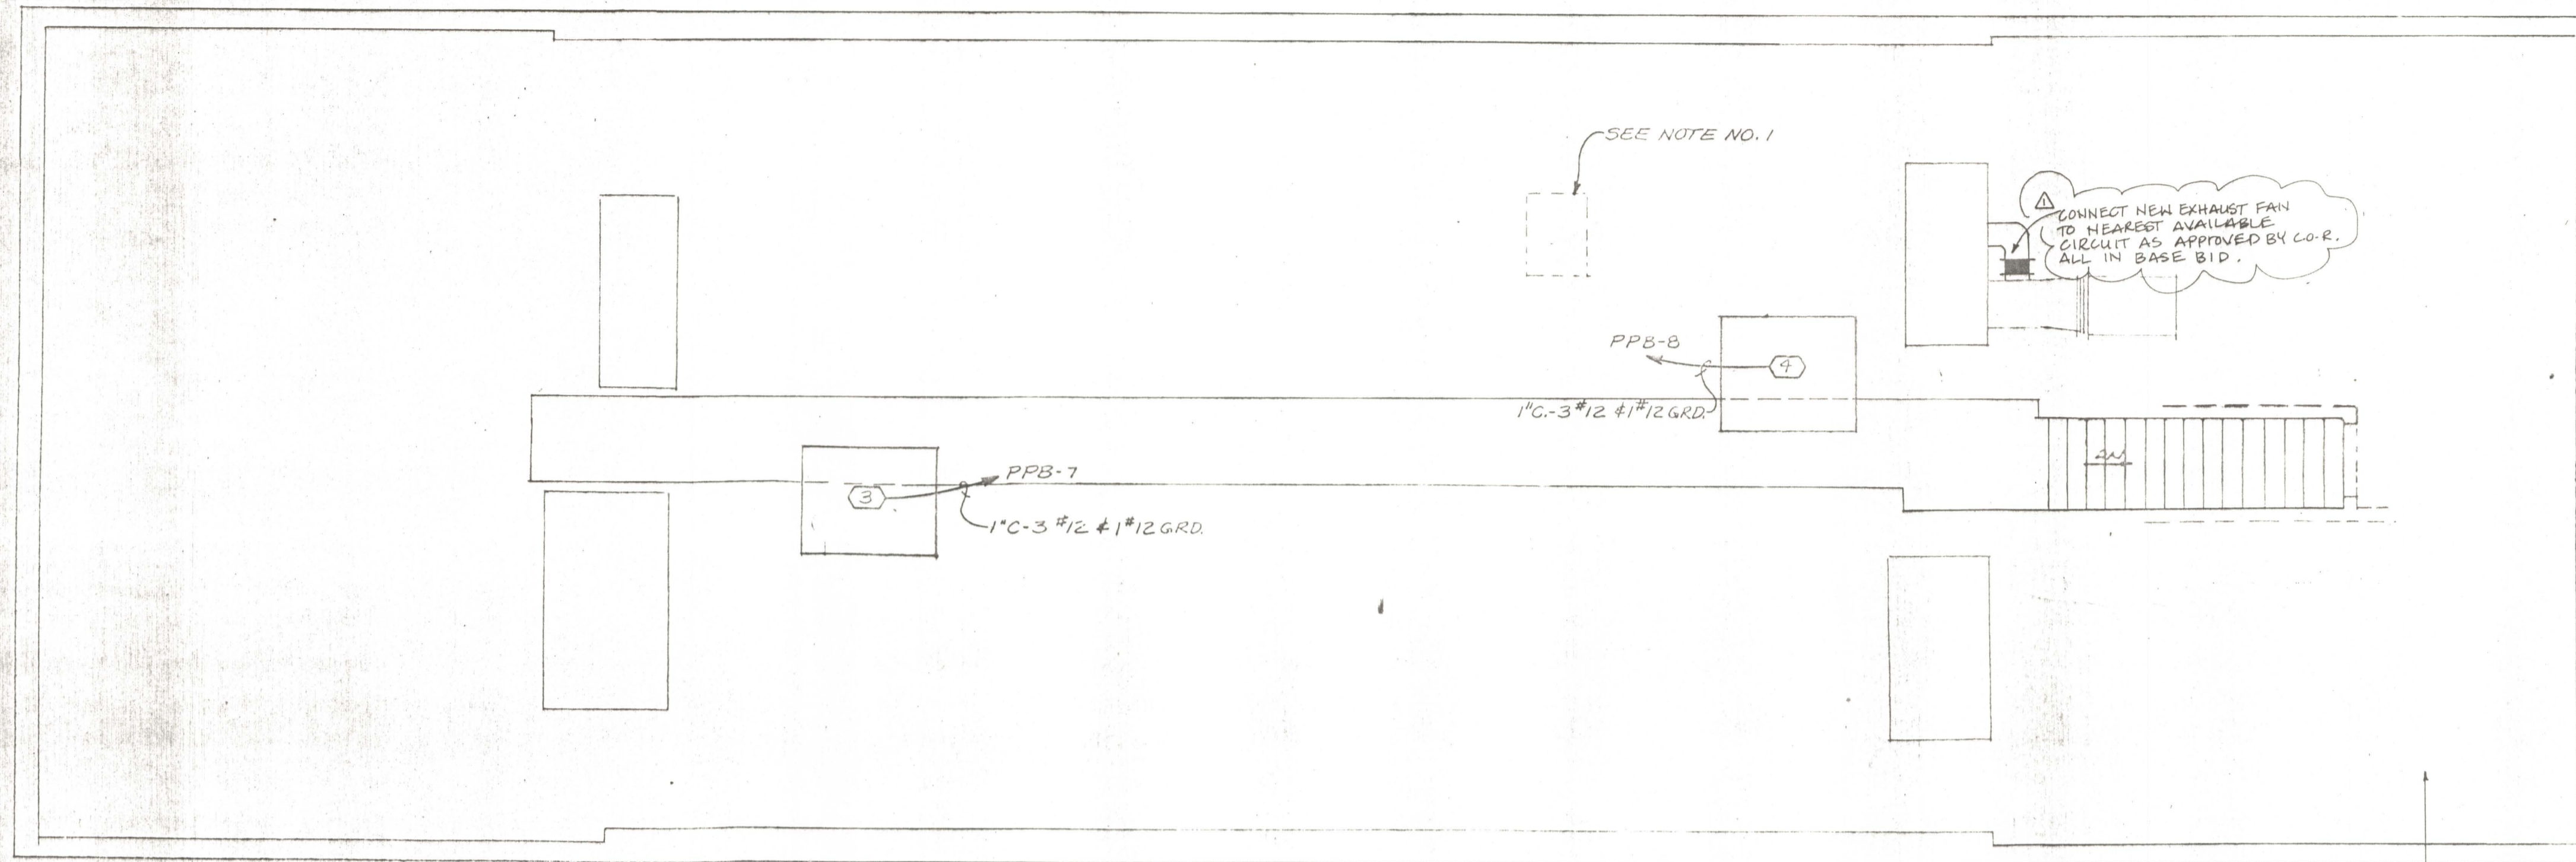 SEE NOTE NO. 1
1
CONNECT NEW EXHAUST FAN
TO NEAREST AVAILABLE
CIRCUIT AS APPROVED BY C.O.R.
ALL IN BASE BID.
PPB-8
4
1"C.-3 #12 & 1 #12 GRD.
PPB-7
3
1"C-3 #12 & 1 #12 GRD.